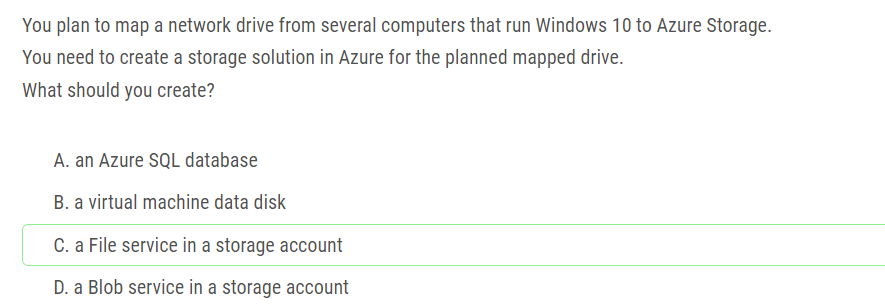 You plan to map a network drive from several computers that run Windows 10 to Azure Storage.
You need to create a storage solution in Azure for the planned mapped drive.
What should you create?
A. an Azure SQL database
B. a virtual machine data disk
C. a File service in a storage account
D. a Blob service in a storage account